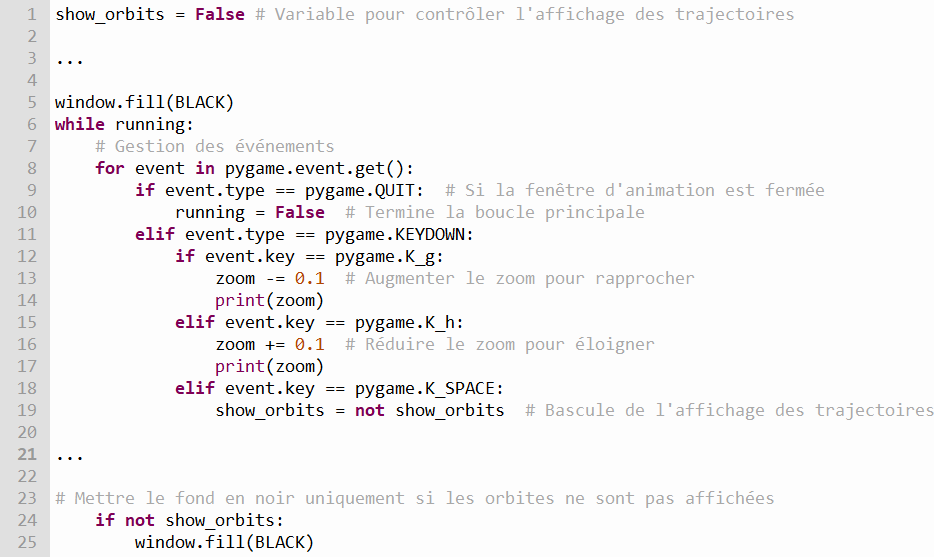 1 show_orbits = False # Variable pour contrôler l'affichage des trajectoires
2
3 ...
4
5 window.fill(BLACK)
6 while running:
7     # Gestion des événements
8     for event in pygame.event.get():
9         if event.type == pygame.QUIT:  # Si la fenêtre d'animation est fermée
10             running = False  # Termine la boucle principale
11         elif event.type == pygame.KEYDOWN:
12             if event.key == pygame.K_g:
13                 zoom -= 0.1  # Augmenter le zoom pour rapprocher
14                 print(zoom)
15             elif event.key == pygame.K_h:
16                 zoom += 0.1  # Réduire le zoom pour éloigner
17                 print(zoom)
18             elif event.key == pygame.K_SPACE:
19                 show_orbits = not show_orbits  # Bascule de l'affichage des trajectoires
20
21 ...
22
23 # Mettre le fond en noir uniquement si les orbites ne sont pas affichées
24     if not show_orbits:
25         window.fill(BLACK)